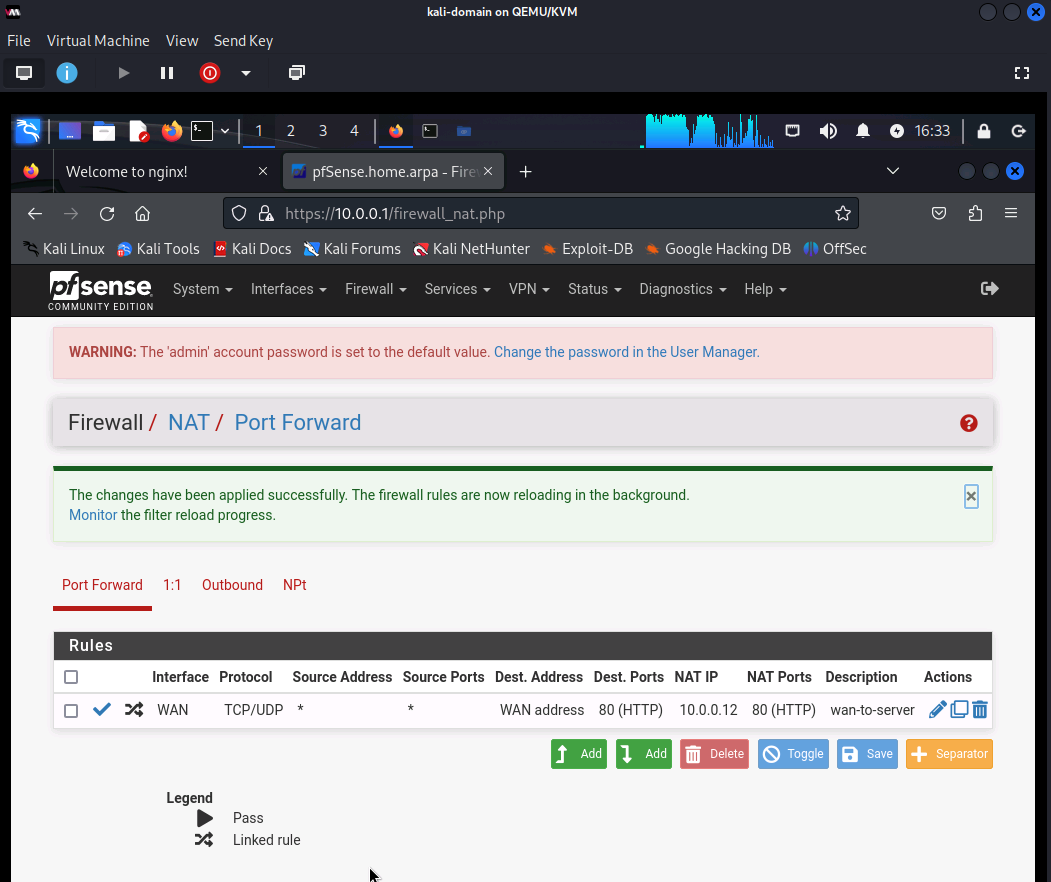 kali-domain on QEMU/KVM
File Virtual Machine View Send Key
1 2 3 4 16:33
Welcome to nginx! pfSense.home.arpa - Fire
https://10.0.0.1/firewall_nat.php
Kali Linux Kali Tools Kali Docs Kali Forums Kali NetHunter Exploit-DB Google Hacking DB OffSec
pfsense
COMMUNITY EDITION
System Interfaces Firewall Services VPN Status Diagnostics Help
WARNING: The 'admin' account password is set to the default value. Change the password in the User Manager.
Firewall / NAT / Port Forward
The changes have been applied successfully. The firewall rules are now reloading in the background.
Monitor the filter reload progress.
Port Forward 1:1 Outbound NPt
Rules
Interface Protocol Source Address Source Ports Dest. Address Dest. Ports NAT IP NAT Ports Description Actions
WAN TCP/UDP * * WAN address 80 (HTTP) 10.0.0.12 80 (HTTP) wan-to-server
Add Add Delete Toggle Save Separator
Legend
Pass
Linked rule